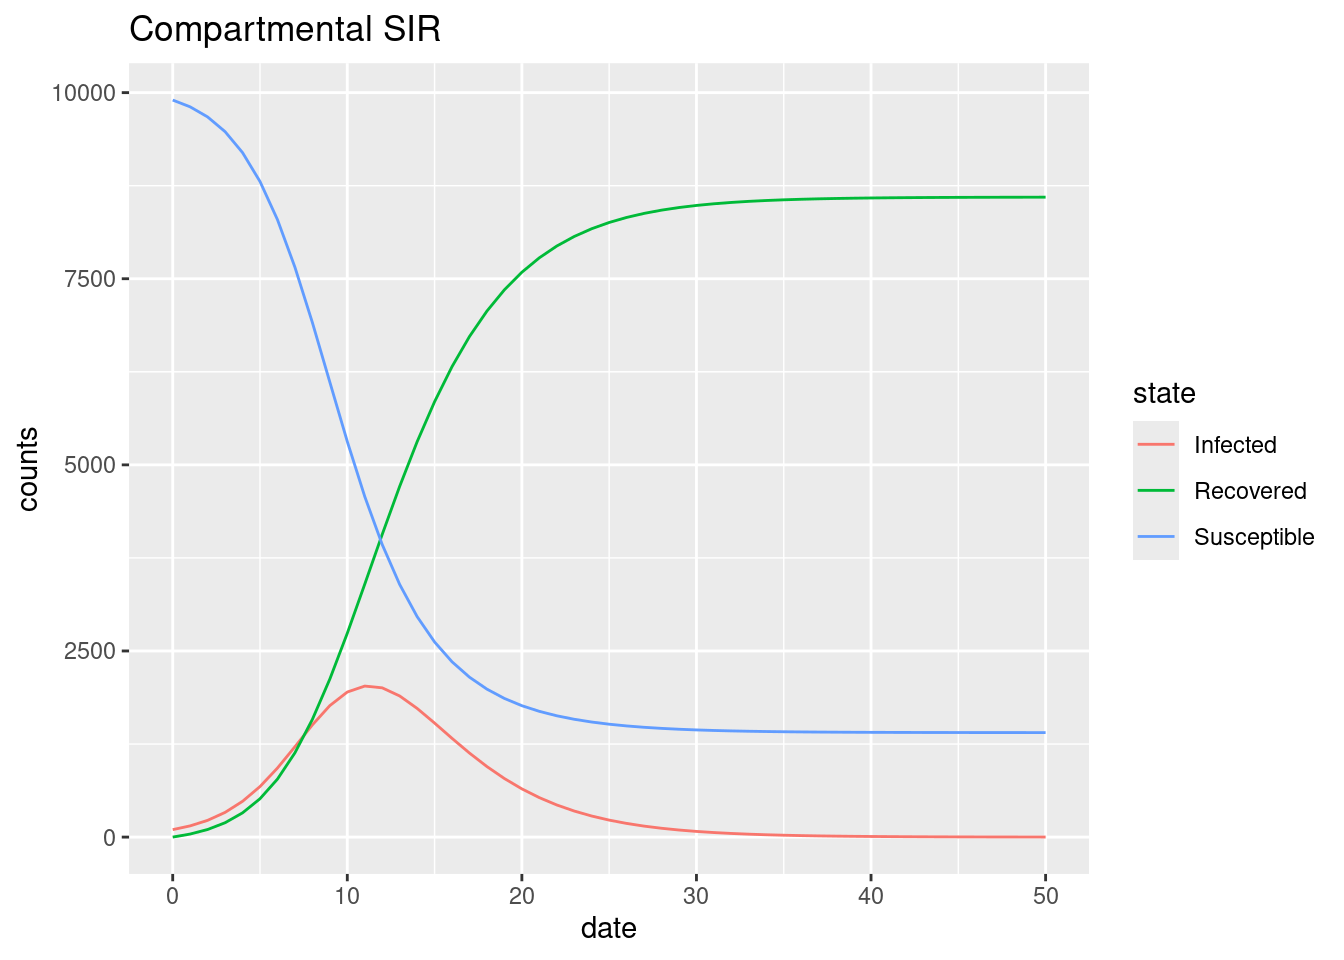 Compartmental SIR
10000
7500
5000
2500
0
counts
0 10 20 30 40 50
date
state
Infected
Recovered
Susceptible